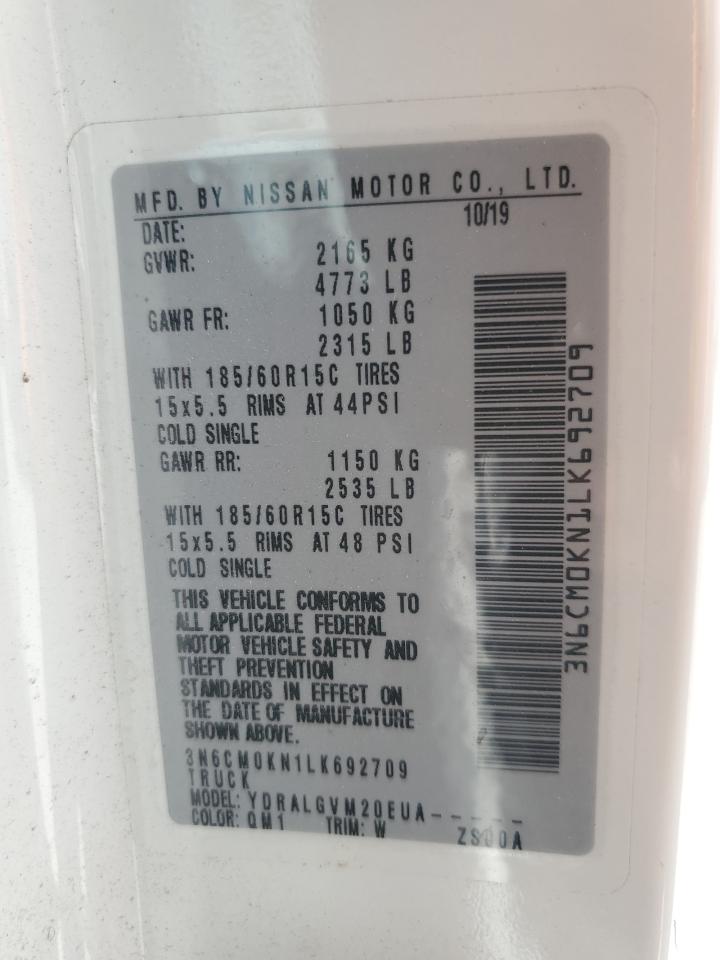 MFD. BY NISSAN MOTOR CO., LTD.
10/19
DATE:
GVWR: 2165 KG
4773 LB
GAWR FR: 1050 KG
2315 LB
WITH 185/60R15C TIRES
15x5.5 RIMS AT 44PSI
COLD SINGLE
GAWR RR: 1150 KG
2535 LB
WITH 185/60R15C TIRES
15x5.5 RIMS AT 48 PSI
COLD SINGLE
THIS VEHICLE CONFORMS TO
ALL APPLICABLE FEDERAL
MOTOR VEHICLE SAFETY AND
THEFT PREVENTION
STANDARDS IN EFFECT ON
THE DATE OF MANUFACTURE
SHOWN ABOVE.
3N6CM0KN1LK692709
TRUCK
MODEL: YDRALGVM20EUA-----
COLOR: QM1 TRIM: W ZS00A
3N6CM0KN1LK692709